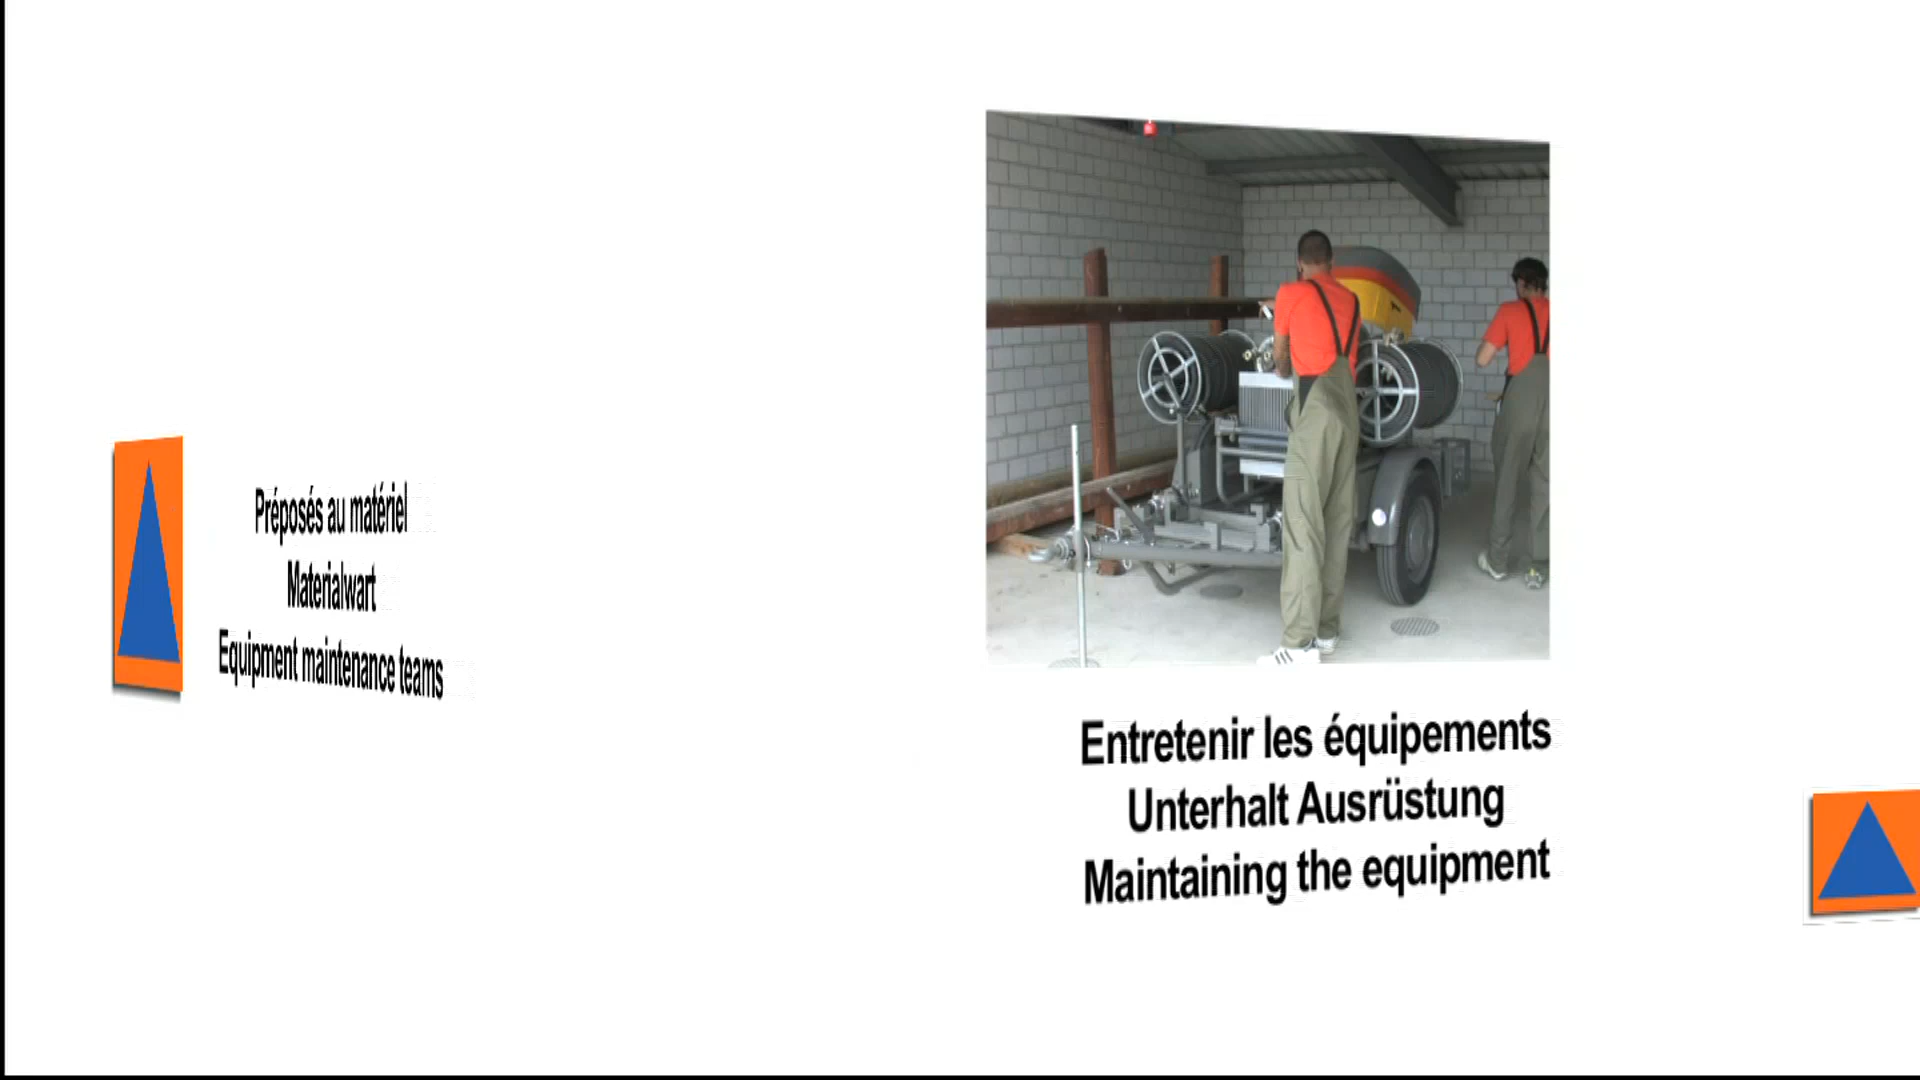 Préposés au matériel
Materialwart
Equipment maintenance teams
Entretenir les équipements
Unterhalt Ausrüstung
Maintaining the equipment